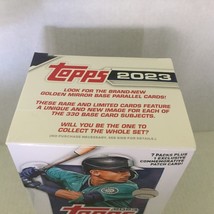 Topps 2023
LOOK FOR THE BRAND-NEW
GOLDEN MIRROR BASE PARALLEL CARDS!
THESE RARE AND LIMITED CARDS FEATURE
A UNIQUE AND NEW IMAGE FOR EACH OF
THE 330 BASE CARD SUBJECTS.
WILL YOU BE THE ONE TO
COLLECT THE WHOLE SET?
7 PACKS PLUS
1 EXCLUSIVE
COMMEMORATIVE
PATCH CARD!
2023
Topps